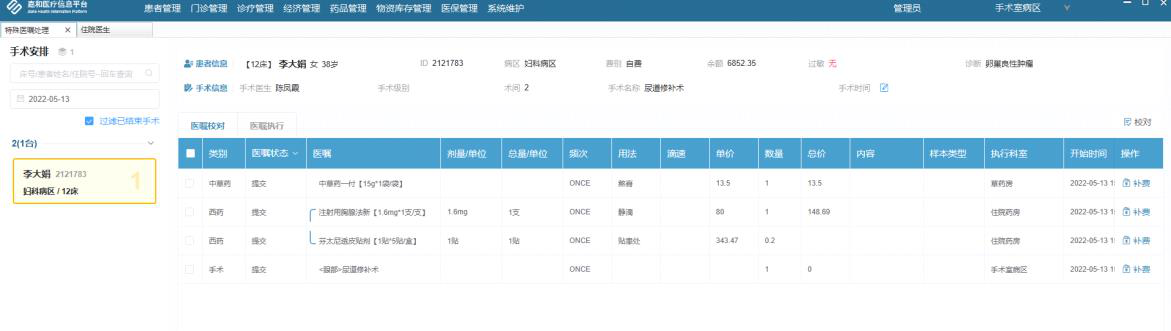 嘉和医疗信息平台 患者管理 门诊管理 诊疗管理 经济管理 药品管理 物资库存管理 医保管理 系统维护 管理员 手术室病区
Jiahe Health Information Platform
特殊医嘱处理 × 住院医生
手术安排 1
床号/患者姓名/住院号--回车查询
2022-05-13
过滤已结束手术
2(1台)
李大娟 2121783 1
妇科病区 / 12床
患者信息 【12床】 李大娟 女 38岁 ID 2121783 病区 妇科病区 费别 自费 余额 6852.35 过敏 无 诊断 卵巢良性肿瘤
手术信息 手术医生 陈凤霞 手术级别 术间 2 手术名称 尿道修补术 手术时间
医嘱校对 医嘱执行 校对
类别 医嘱状态 医嘱 剂量/单位 总量/单位 频次 用法 滴速 单价 数量 总价 内容 样本类型 执行科室 开始时间 操作
中草药 提交 中草药一付【15g*1袋/袋】 ONCE 熬膏 13.5 1 13.5 草药房 2022-05-13 1 补费
西药 提交 注射用胸腺法新【1.6mg*1支/支】 1.6mg 1支 ONCE 静滴 80 1 148.69 住院药房 2022-05-13 1 补费
西药 提交 芬太尼透皮贴剂【1贴*5贴/盒】 1贴 1贴 ONCE 贴患处 343.47 0.2 住院药房 2022-05-13 1 补费
手术 提交 <眼部>尿道修补术 ONCE 1 0 手术室病区 2022-05-13 1 补费